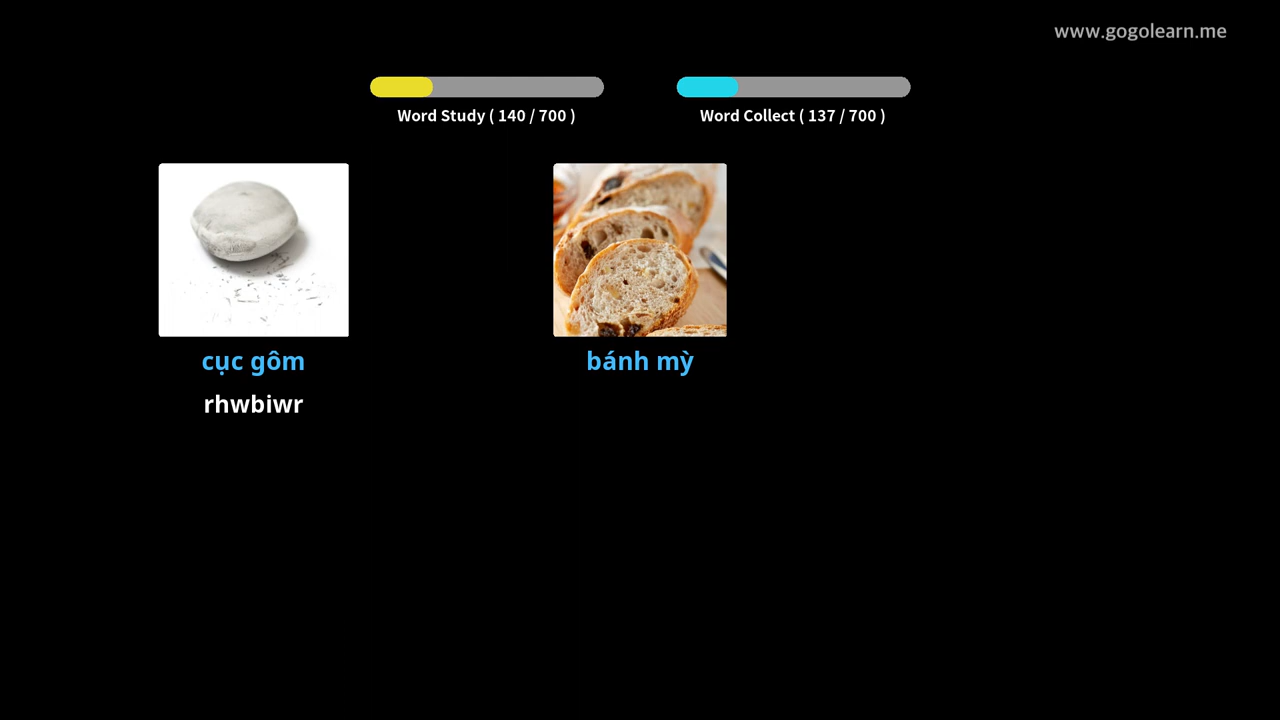 www.gogolearn.me
Word Study ( 140 / 700 )
Word Collect ( 137 / 700 )
cục gôm
bánh mỳ
rhwbiwr